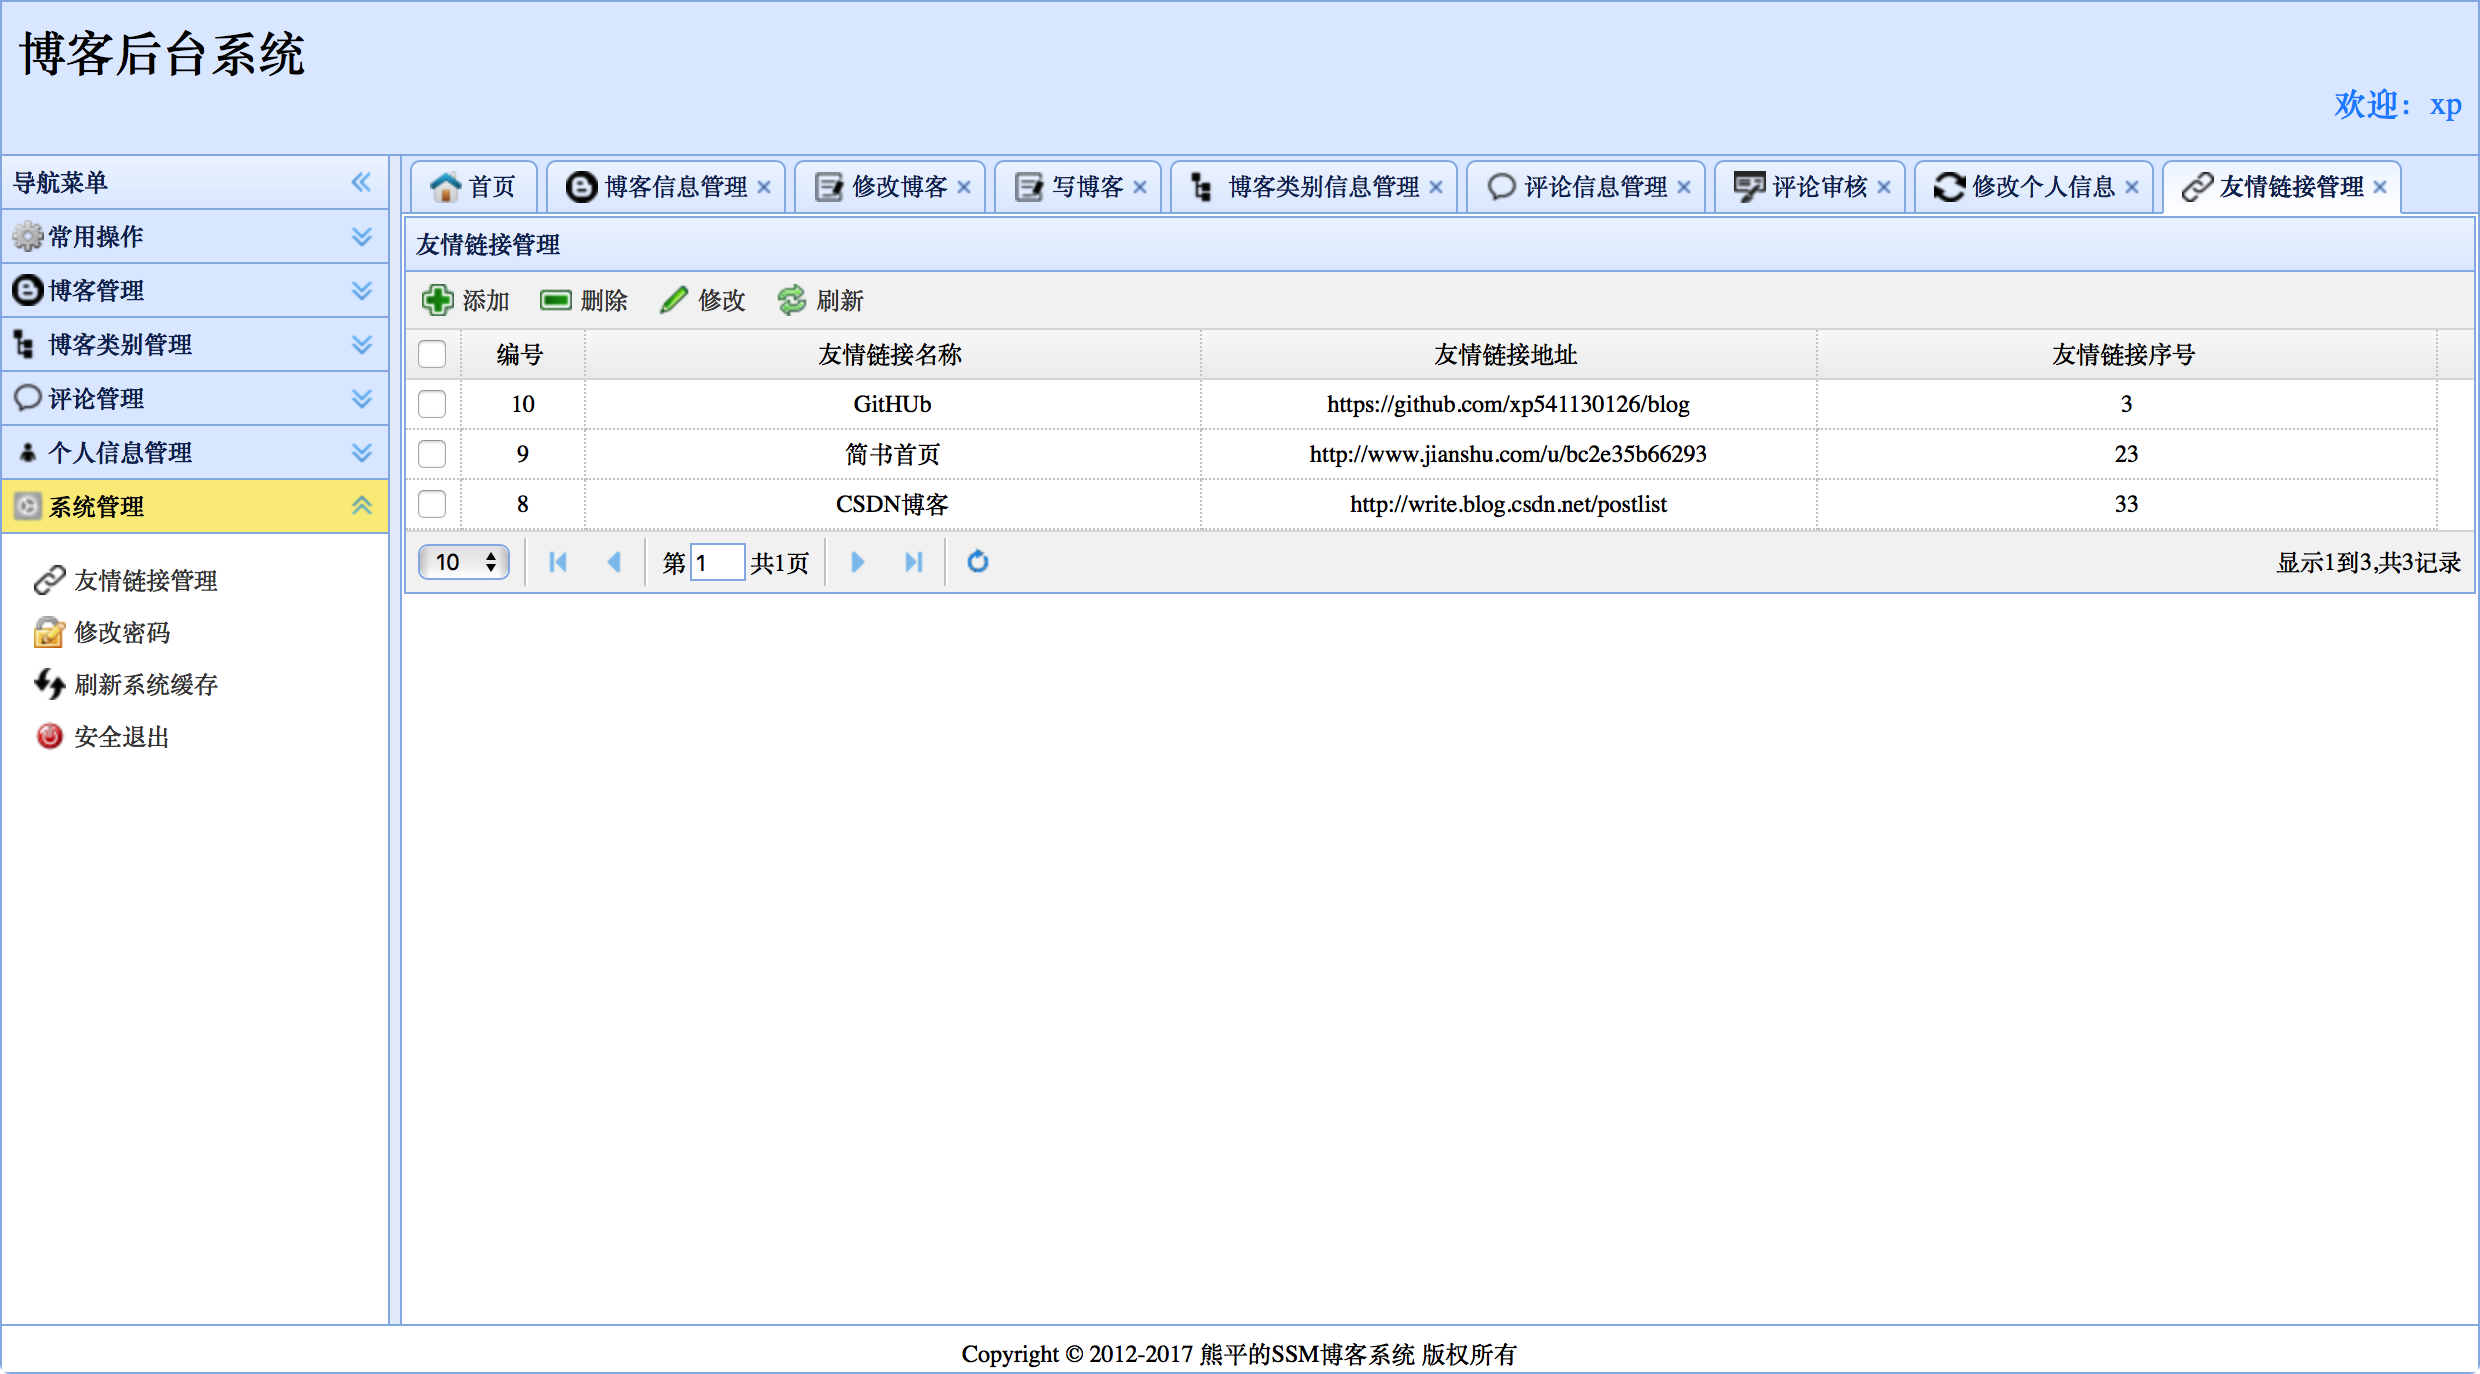 博客后台系统
欢迎：xp
导航菜单
常用操作
博客管理
博客类别管理
评论管理
个人信息管理
系统管理
友情链接管理
修改密码
刷新系统缓存
安全退出
首页 博客信息管理 修改博客 写博客 博客类别信息管理 评论信息管理 评论审核 修改个人信息 友情链接管理
友情链接管理
添加 删除 修改 刷新
编号 友情链接名称 友情链接地址 友情链接序号
10 GitHUb https://github.com/xp541130126/blog 3
9 简书首页 http://www.jianshu.com/u/bc2e35b66293 23
8 CSDN博客 http://write.blog.csdn.net/postlist 33
10 第 1 共1页 显示1到3,共3记录
Copyright © 2012-2017 熊平的SSM博客系统 版权所有